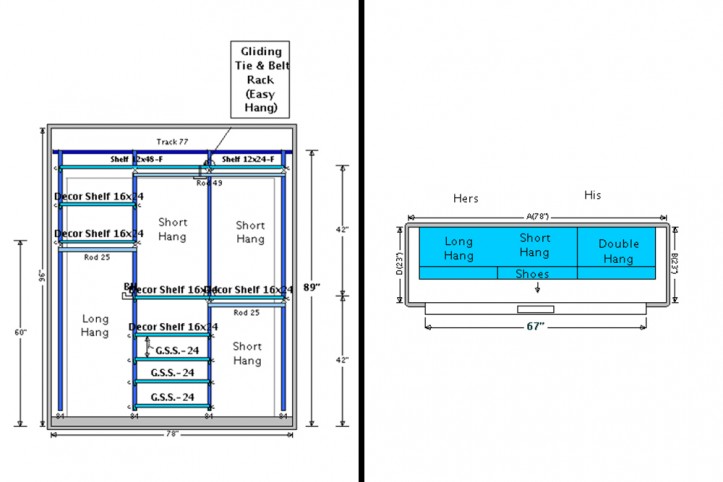 Gliding
Tie & Belt
Rack
(Easy
Hang)
Track 77
Shelf 12x48-F
Shelf 12x24-F
Rod 49
Decor Shelf 16x24
Short
Hang
Short
Hang
Decor Shelf 16x24
Rod 25
Decor Shelf 16x24
Decor Shelf 16x24
Rod 25
Long
Hang
Decor Shelf 16x24
G.S.S.-24
Short
Hang
G.S.S.-24
G.S.S.-24
84
84
84
84
78"
96"
60"
89"
42"
42"
Hers
His
A(78")
D(23")
Long
Hang
Short
Hang
Double
Hang
B(23")
Shoes
67"